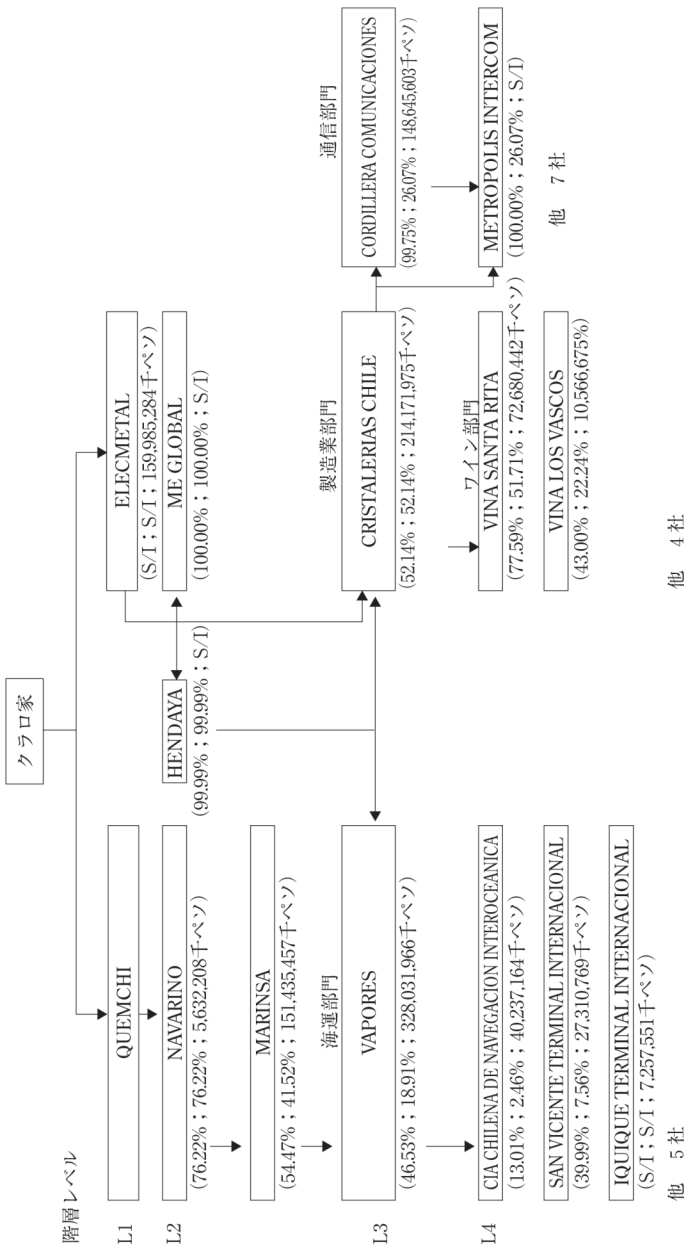 クラロ家
階層レベル
L1
QUEMCHI
ELECMETAL
(S/I;S/I;159,985,284千ペソ)
L2
NAVARINO
(76.22%;76.22%;5,632,208千ペソ)
HENDAYA
(99.99%;99.99%;S/I)
ME GLOBAL
(100.00%;100.00%;S/I)
MARINSA
(54.47%;41.52%;151,435,457千ペソ)
海運部門
製造業部門
通信部門
L3
VAPORES
(46.53%;18.91%;328,031,966千ペソ)
CRISTALERIAS CHILE
(52.14%;52.14%;214,171,975千ペソ)
CORDILLERA COMUNICACIONES
(99.75%;26.07%;148,645,603千ペソ)
L4
CIA CHILENA DE NAVEGACION INTEROCEANICA
(13.01%;2.46%;40,237,164千ペソ)
ワイン部門
VINA SANTA RITA
(77.59%;51.71%;72,680,442千ペソ)
METROPOLIS INTERCOM
(100.00%;26.07%;S/I)
SAN VICENTE TERMINAL INTERNACIONAL
(39.99%;7.56%;27,310,769千ペソ)
VINA LOS VASCOS
(43.00%;22.24%;10,566,675%)
他 7社
IQUIQUE TERMINAL INTERNACIONAL
(S/I;S/I;7,257,551千ペソ)
他 5社
他 4社